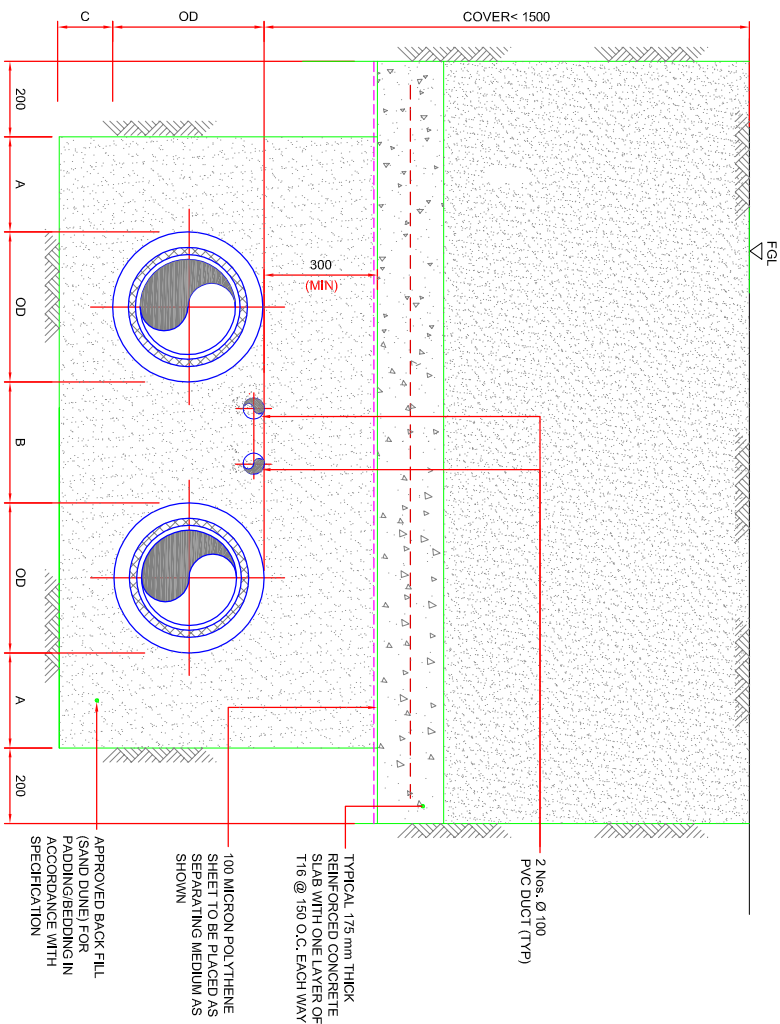 C
OD
COVER< 1500
FGL
200
A
OD
B
OD
A
200
300
(MIN)
2 Nos. Ø 100
PVC DUCT (TYP)
TYPICAL 175 mm THICK
REINFORCED CONCRETE
SLAB WITH ONE LAYER OF
T16 @ 150 O.C. EACH WAY
100 MICRON POLYTHENE
SHEET TO BE PLACED AS
SEPARATING MEDIUM AS
SHOWN
APPROVED BACK FILL
(SAND DUNE) FOR
PADDING/BEDDING IN
ACCORDANCE WITH
SPECIFICATION